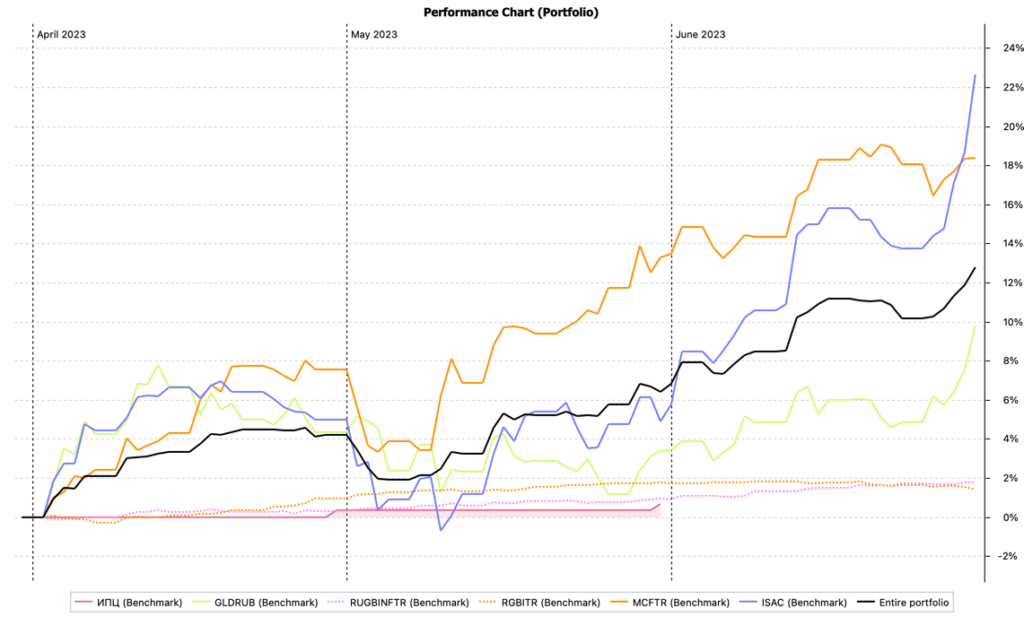 Performance Chart (Portfolio)
April 2023
May 2023
June 2023
24%
22%
20%
18%
16%
14%
12%
10%
8%
6%
4%
2%
0%
-2%
ИПЦ (Benchmark) GLDRUB (Benchmark) RUGBINFTR (Benchmark) RGBITR (Benchmark) MCFTR (Benchmark) ISAC (Benchmark) Entire portfolio